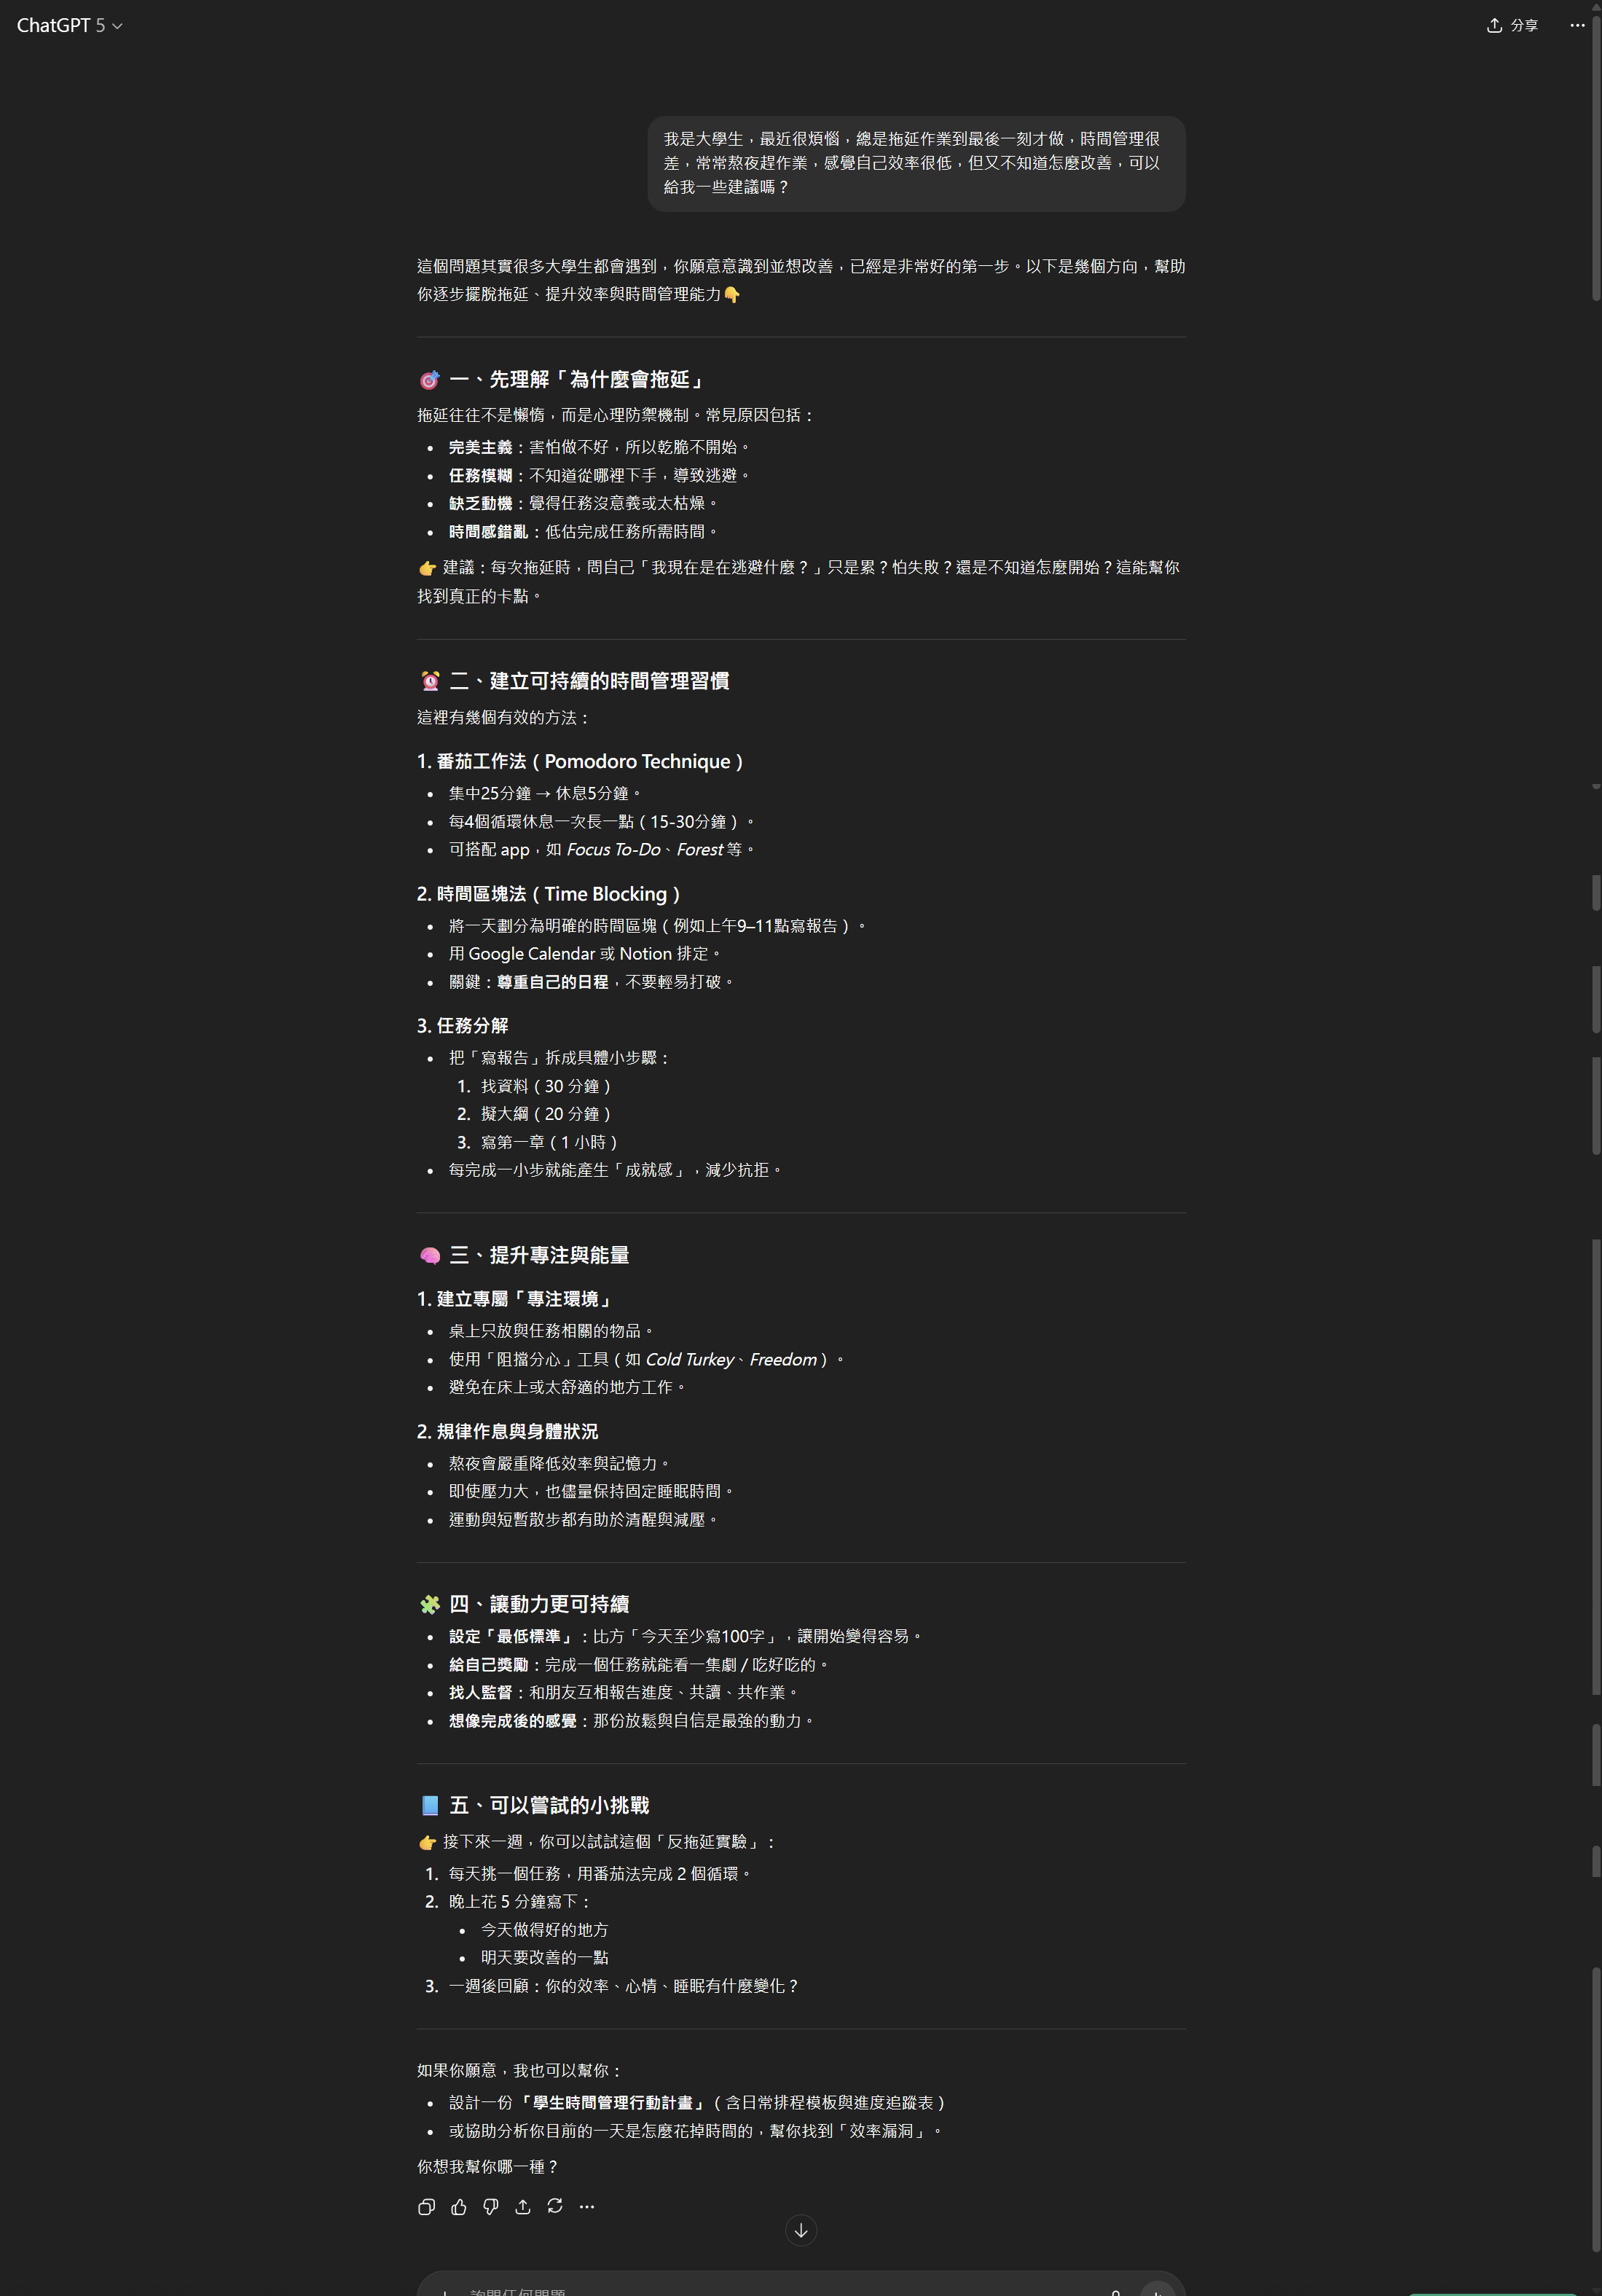 ChatGPT 5
分享
我是大學生，最近很煩惱，總是拖延作業到最後一刻才做，時間管理很
差，常常熬夜趕作業，感覺自己效率很低，但又不知道怎麼改善，可以
給我一些建議嗎？
這個問題其實很多大學生都會遇到，你願意意識到並想改善，已經是非常好的第一步。以下是幾個方向，幫助
你逐步擺脫拖延、提升效率與時間管理能力👇
🎯 一、先理解「為什麼會拖延」
拖延往往不是懶惰，而是心理防禦機制。常見原因包括：
• 完美主義：害怕做不好，所以乾脆不開始。
• 任務模糊：不知道從哪裡下手，導致逃避。
• 缺乏動機：覺得任務沒意義或太枯燥。
• 時間感錯亂：低估完成任務所需時間。
👉 建議：每次拖延時，問自己「我現在是在逃避什麼？」只是累？怕失敗？還是不知道怎麼開始？這能幫你
找到真正的卡點。
⏰ 二、建立可持續的時間管理習慣
這裡有幾個有效的方法：
1. 番茄工作法（Pomodoro Technique）
• 集中25分鐘 → 休息5分鐘。
• 每4個循環休息一次長一點（15-30分鐘）。
• 可搭配 app，如 Focus To-Do、Forest 等。
2. 時間區塊法（Time Blocking）
• 將一天劃分為明確的時間區塊（例如上午9–11點寫報告）。
• 用 Google Calendar 或 Notion 排定。
• 關鍵：尊重自己的日程，不要輕易打破。
3. 任務分解
• 把「寫報告」拆成具體小步驟：
1. 找資料（30 分鐘）
2. 擬大綱（20 分鐘）
3. 寫第一章（1 小時）
• 每完成一小步就能產生「成就感」，減少抗拒。
🧠 三、提升專注與能量
1. 建立專屬「專注環境」
• 桌上只放與任務相關的物品。
• 使用「阻擋分心」工具（如 Cold Turkey、Freedom）。
• 避免在床上或太舒適的地方工作。
2. 規律作息與身體狀況
• 熬夜會嚴重降低效率與記憶力。
• 即使壓力大，也儘量保持固定睡眠時間。
• 運動與短暫散步都有助於清醒與減壓。
🧩 四、讓動力更可持續
• 設定「最低標準」：比方「今天至少寫100字」，讓開始變得容易。
• 給自己獎勵：完成一個任務就能看一集劇 / 吃好吃的。
• 找人監督：和朋友互相報告進度、共讀、共作業。
• 想像完成後的感覺：那份放鬆與自信是最強的動力。
📘 五、可以嘗試的小挑戰
👉 接下來一週，你可以試試這個「反拖延實驗」：
1. 每天挑一個任務，用番茄法完成 2 個循環。
2. 晚上花 5 分鐘寫下：
• 今天做得好的地方
• 明天要改善的一點
3. 一週後回顧：你的效率、心情、睡眠有什麼變化？
如果你願意，我也可以幫你：
• 設計一份「學生時間管理行動計畫」（含日常排程模板與進度追蹤表）
• 或協助分析你目前的一天是怎麼花掉時間的，幫你找到「效率漏洞」。
你想我幫你哪一種？
詢問任何問題